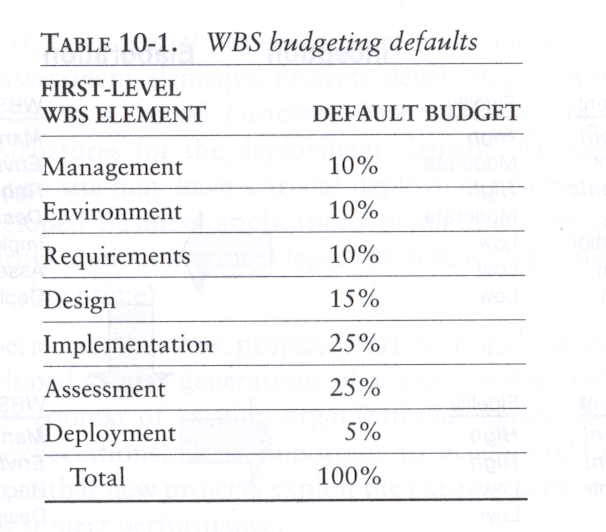 TABLE 10-1. WBS budgeting defaults
FIRST-LEVEL
WBS ELEMENT DEFAULT BUDGET
Management 10%
Environment 10%
Requirements 10%
Design 15%
Implementation 25%
Assessment 25%
Deployment 5%
Total 100%